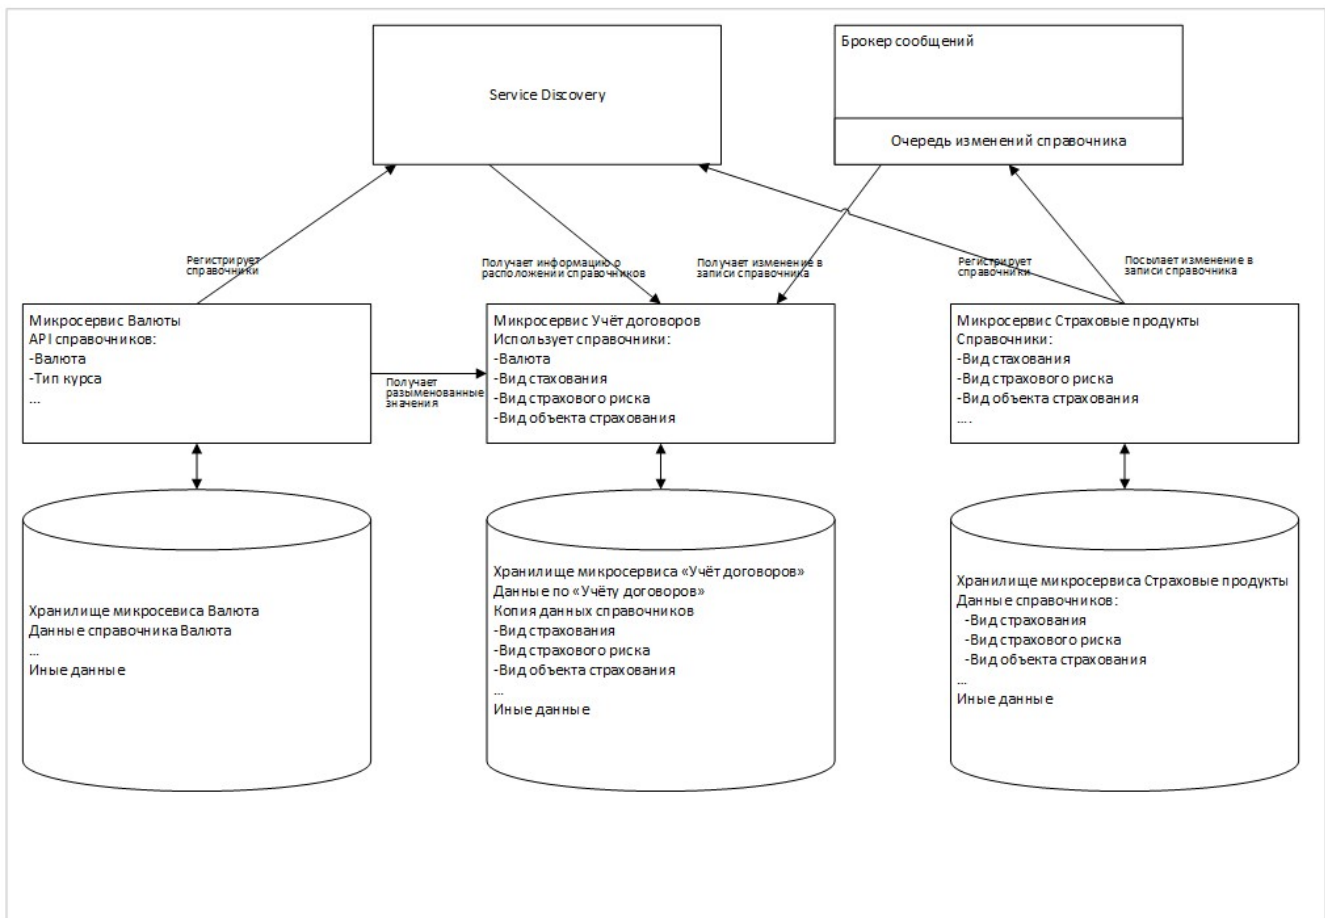 Service Discovery
Брокер сообщений
Очередь изменений справочника
Регистрирует
справочники
Получает информацию о
расположении справочников
Получает изменение в
записи справочника
Регистрирует
справочники
Посылает изменение в
записи справочника
Микросервис Валюты
API справочников:
-Валюта
-Тип курса
...
Получает
разыменованные
значения
Микросервис Учёт договоров
Использует справочники:
-Валюта
-Вид стахования
-Вид страхового риска
-Вид объекта страхования
Микросервис Страховые продукты
Справочники:
-Вид стахования
-Вид страхового риска
-Вид объекта страхования
....
Хранилище микросевиса Валюта
Данные справочника Валюта
...
Иные данные
Хранилище микросервиса «Учёт договоров»
Данные по «Учёту договоров»
Копия данных справочников
-Вид страхования
-Вид страхового риска
-Вид объекта страхования
...
Иные данные
Хранилище микросервиса Страховые продукты
Данные справочников:
-Вид страхования
-Вид страхового риска
-Вид объекта страхования
...
Иные данные